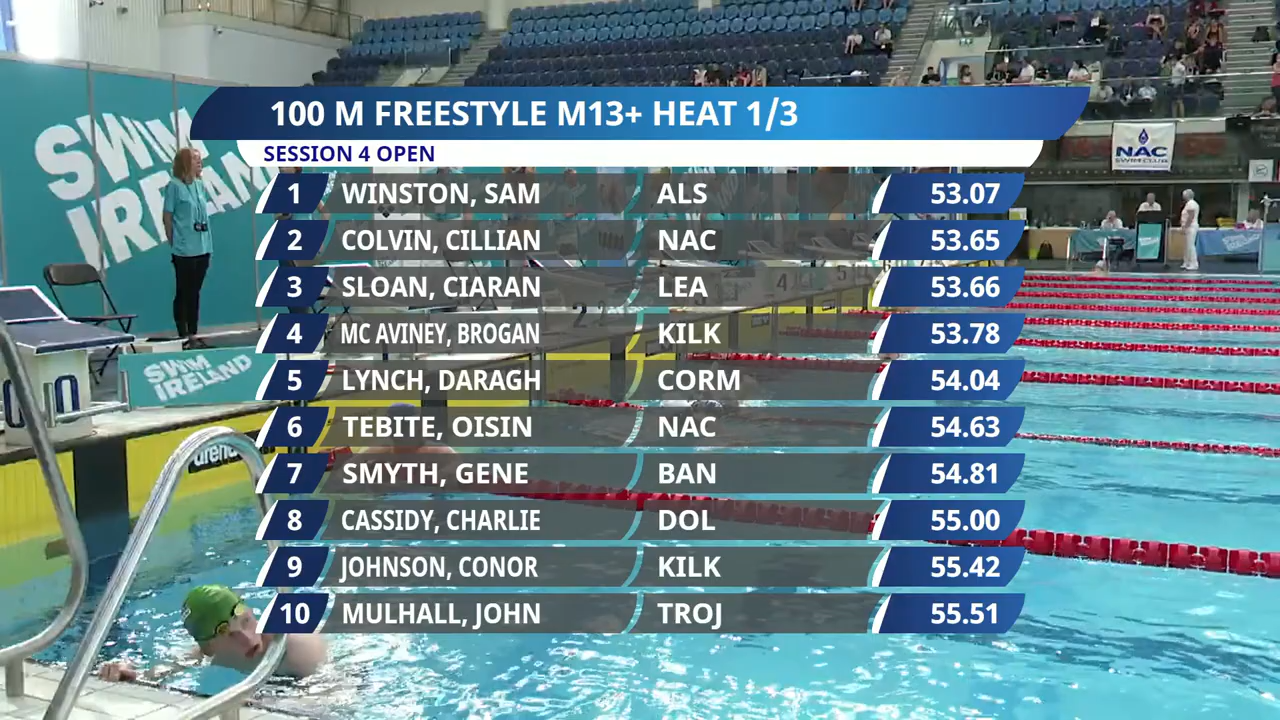 100 M FREESTYLE M13+ HEAT 1/3
SESSION 4 OPEN
1 WINSTON, SAM ALS 53.07
2 COLVIN, CILLIAN NAC 53.65
3 SLOAN, CIARAN LEA 53.66
4 MC AVINEY, BROGAN KILK 53.78
5 LYNCH, DARAGH CORM 54.04
6 TEBITE, OISIN NAC 54.63
7 SMYTH, GENE BAN 54.81
8 CASSIDY, CHARLIE DOL 55.00
9 JOHNSON, CONOR KILK 55.42
10 MULHALL, JOHN TROJ 55.51
SWIM
IRELAND
NAC
SWIM CLUB
SWIM
IRELAND
arena
0
2
4
5